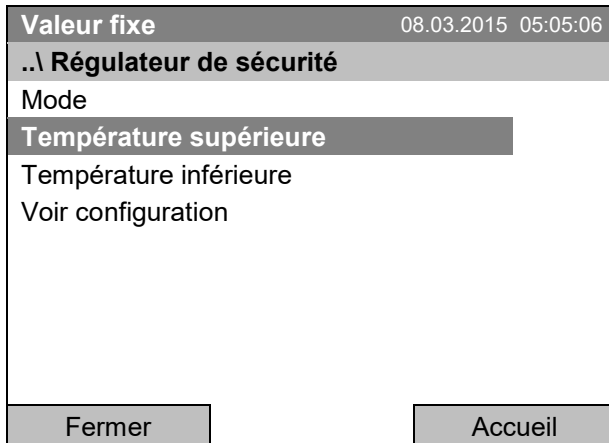 Valeur fixe 08.03.2015 05:05:06
..\ Régulateur de sécurité
Mode
Température supérieure
Température inférieure
Voir configuration
Fermer Accueil